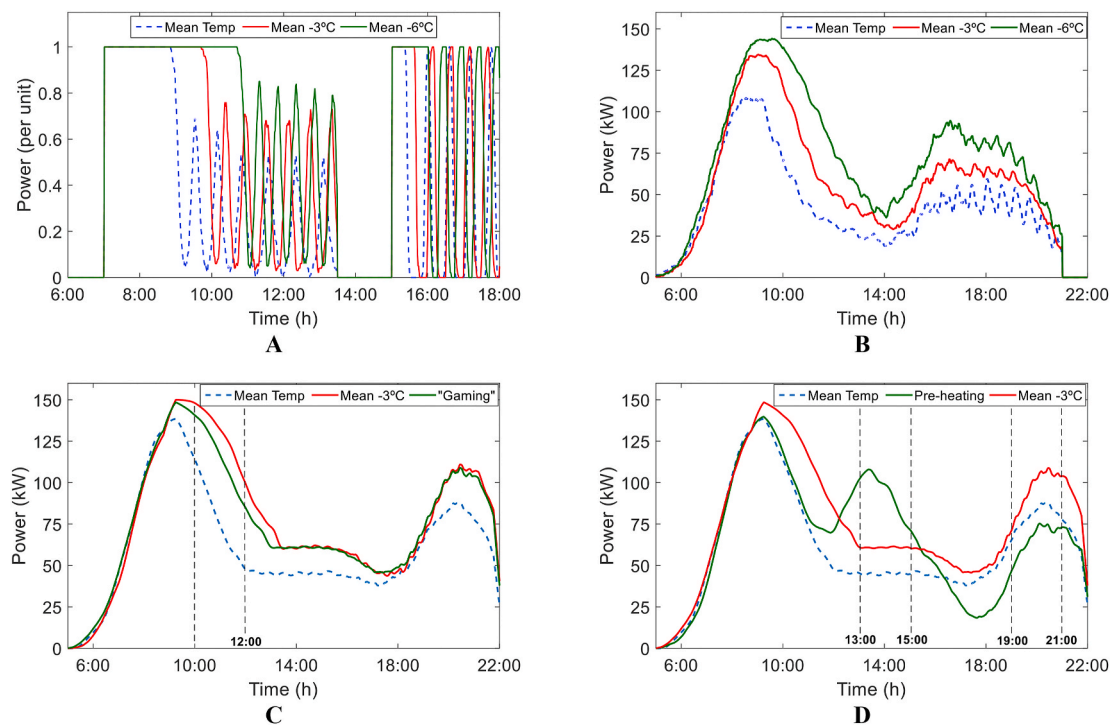 Mean Temp Mean -3ºC Mean -6ºC
Power (per unit)
1
0.8
0.6
0.4
0.2
0
6:00 8:00 10:00 12:00 14:00 16:00 18:00
Time (h)
A
Mean Temp Mean -3ºC Mean -6ºC
Power (kW)
150
125
100
75
50
25
0
6:00 10:00 14:00 18:00 22:00
Time (h)
B
Mean Temp Mean -3ºC "Gaming"
Power (kW)
150
125
100
75
50
25
0
12:00
6:00 10:00 14:00 18:00 22:00
Time (h)
C
Mean Temp Pre-heating Mean -3ºC
Power (kW)
150
125
100
75
50
25
0
13:00 15:00 19:00 21:00
6:00 10:00 14:00 18:00 22:00
Time (h)
D